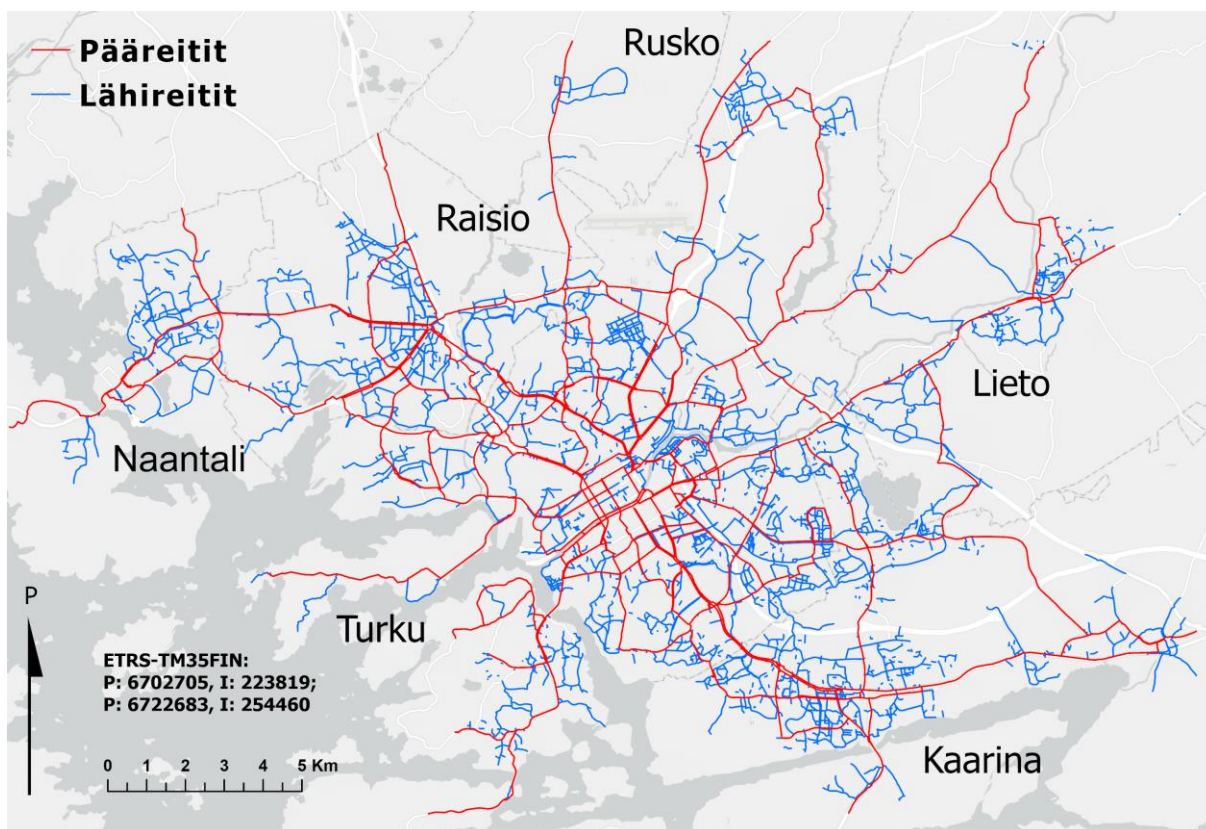 Pääreitit
Lähireitit
Rusko
Raisio
Lieto
Naantali
P
Turku
ETRS-TM35FIN:
P: 6702705, I: 223819;
P: 6722683, I: 254460
0 1 2 3 4 5 Km
Kaarina